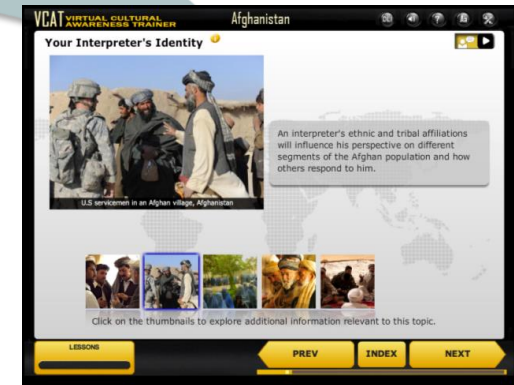 VCAT VIRTUAL CULTURAL
AWARENESS TRAINER
Afghanistan
Your Interpreter's Identity
An interpreter's ethnic and tribal affiliations
will influence his perspective on different
segments of the Afghan population and how
others respond to him.
U.S servicemen in an Afghan village, Afghanistan
Click on the thumbnails to explore additional information relevant to this topic.
LESSONS
PREV
INDEX
NEXT